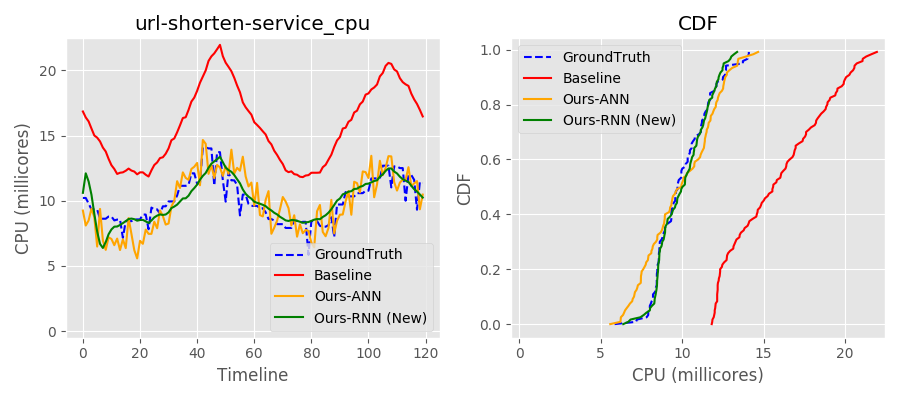 url-shorten-service_cpu
CPU (millicores)
20
15
10
5
0
0
20
40
60
80
100
120
Timeline
GroundTruth
Baseline
Ours-ANN
Ours-RNN (New)
CDF
CDF
1.0
0.8
0.6
0.4
0.2
0.0
0
5
10
15
20
CPU (millicores)
GroundTruth
Baseline
Ours-ANN
Ours-RNN (New)